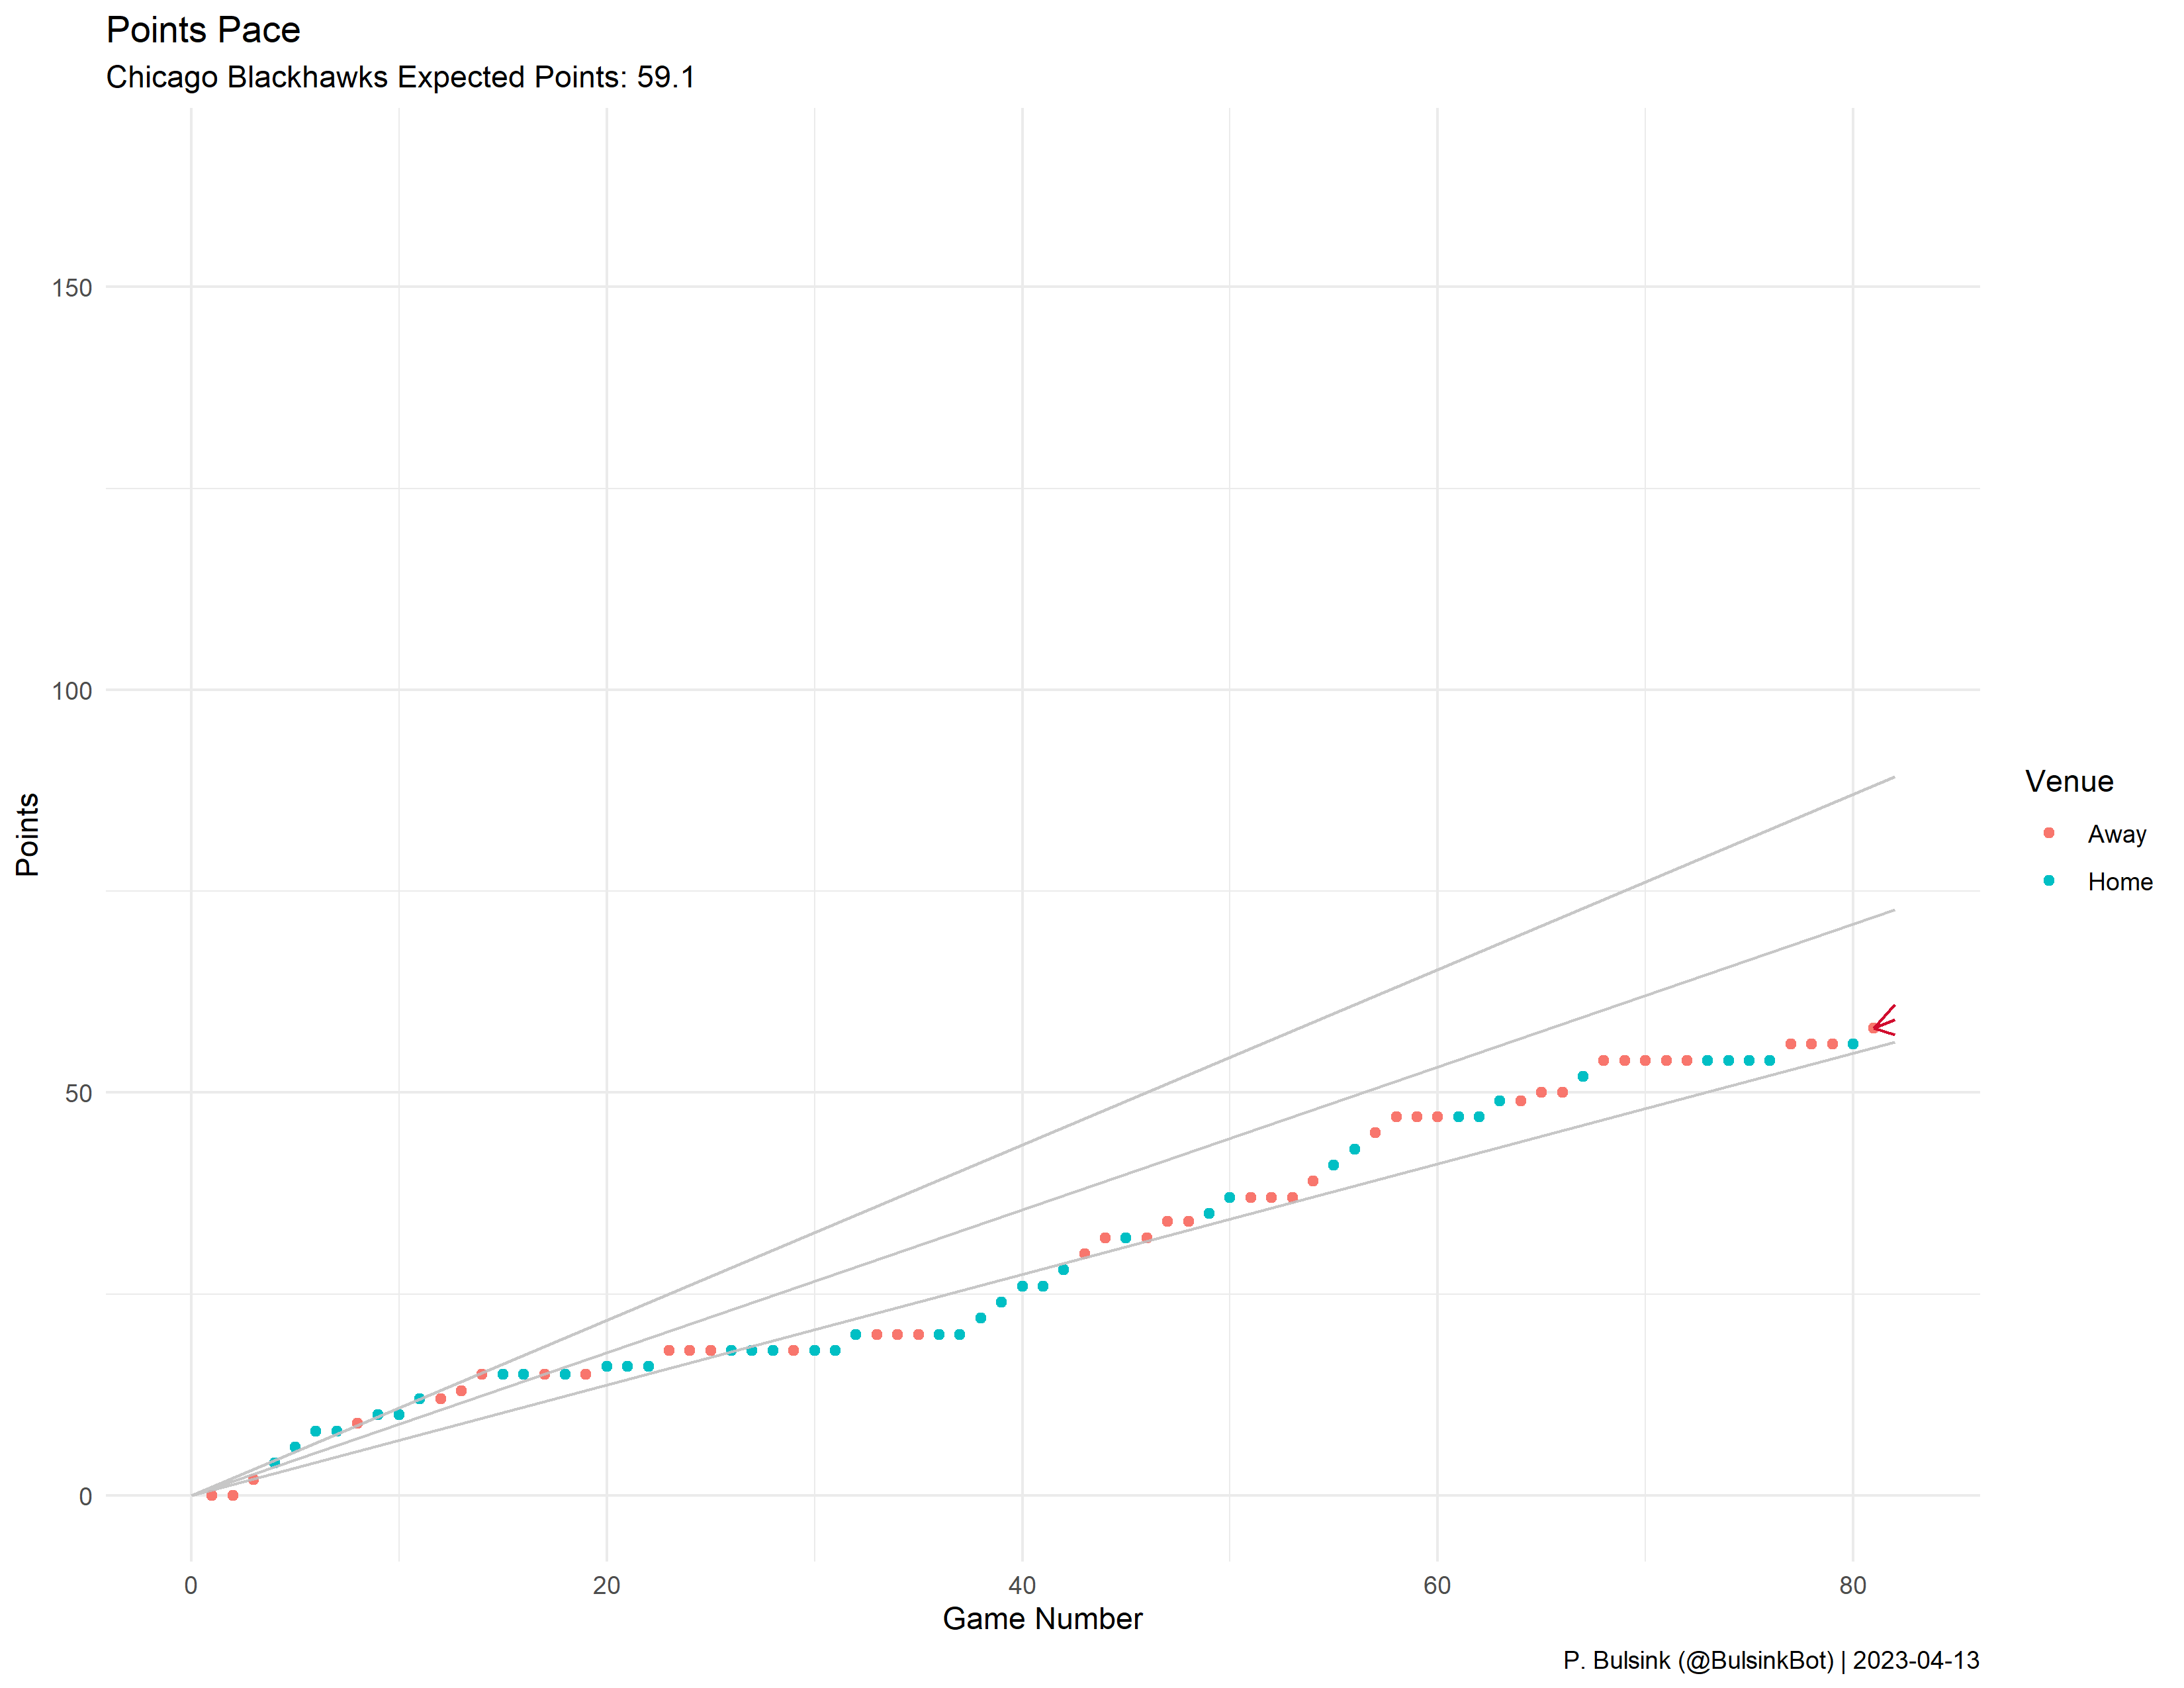 Points Pace
Chicago Blackhawks Expected Points: 59.1
150
100
50
0
Points
0 20 40 60 80
Game Number
Venue
Away
Home
P. Bulsink (@BulsinkBot) | 2023-04-13